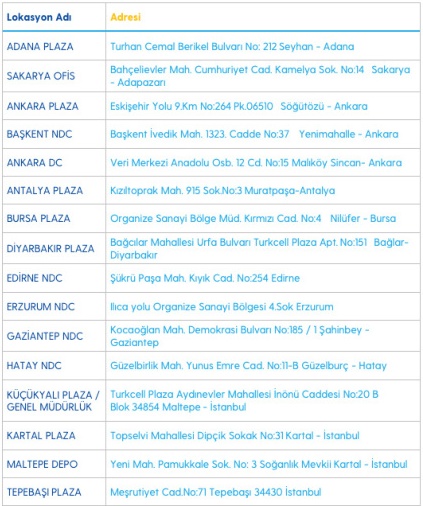 Lokasyon Adı Adresi
ADANA PLAZA Turhan Cemal Berikel Bulvarı No: 212 Seyhan - Adana
SAKARYA OFİS Bahçelievler Mah. Cumhuriyet Cad. Kamelya Sok. No:14 Sakarya
- Adapazarı
ANKARA PLAZA Eskişehir Yolu 9.Km No:264 Pk.06510 Söğütözü - Ankara
BAŞKENT NDC Başkent İvedik Mah. 1323. Cadde No:37 Yenimahalle - Ankara
ANKARA DC Veri Merkezi Anadolu Osb. 12 Cd. No:15 Malıköy Sincan- Ankara
ANTALYA PLAZA Kızıltoprak Mah. 915 Sok.No:3 Muratpaşa-Antalya
BURSA PLAZA Organize Sanayi Bölge Müd. Kırmızı Cad. No:4 Nilüfer - Bursa
DİYARBAKIR PLAZA Bağcılar Mahallesi Urfa Bulvarı Turkcell Plaza Apt. No:151 Bağlar-
Diyarbakır
EDİRNE NDC Şükrü Paşa Mah. Kıyık Cad. No:254 Edirne
ERZURUM NDC Ilıca yolu Organize Sanayi Bölgesi 4.Sok Erzurum
GAZİANTEP NDC Kocaoğlan Mah. Demokrasi Bulvarı No:185 / 1 Şahinbey -
Gaziantep
HATAY NDC Güzelbirlik Mah. Yunus Emre Cad. No:11-B Güzelburç - Hatay
KÜÇÜKYALI PLAZA / Turkcell Plaza Aydınevler Mahallesi İnönü Caddesi No:20 B
GENEL MÜDÜRLÜK Blok 34854 Maltepe - İstanbul
KARTAL PLAZA Topselvi Mahallesi Dipçik Sokak No:31 Kartal - İstanbul
MALTEPE DEPO Yeni Mah. Pamukkale Sok. No: 3 Soğanlık Mevkii Kartal - İstanbul
TEPEBAŞI PLAZA Meşrutiyet Cad.No:71 Tepebaşı 34430 İstanbul